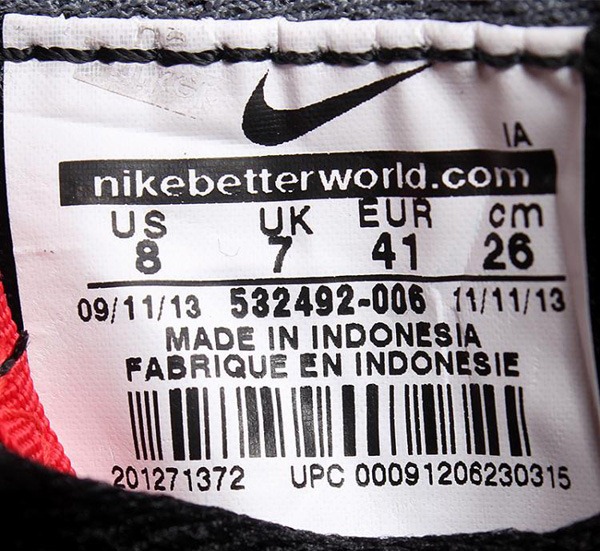 IA
nikebetterworld.com
US UK EUR cm
8 7 41 26
09/11/13 532492-006 11/11/13
MADE IN INDONESIA
FABRIQUE EN INDONESIE
201271372 UPC 00091206230315